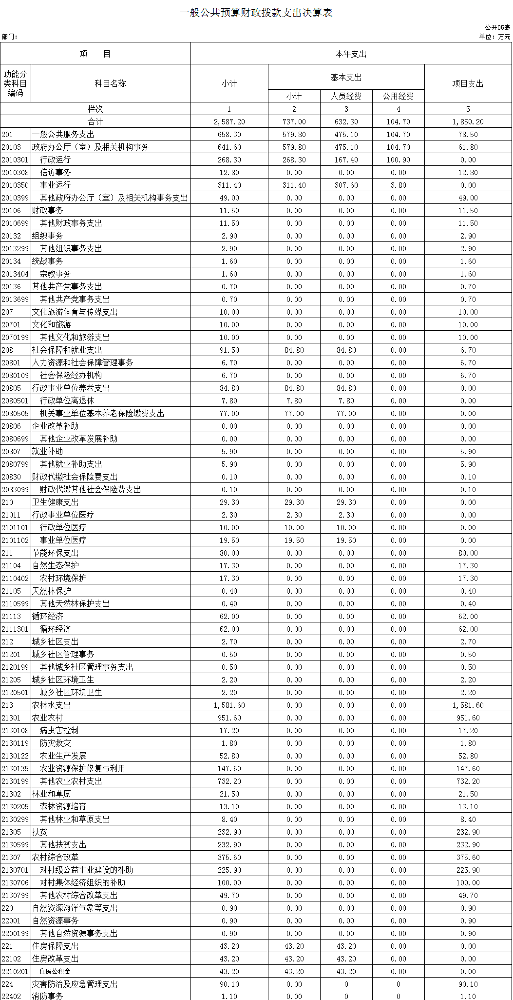 一般公共预算财政拨款支出决算表
公开05表
部门： 单位：万元
项 目 本年支出
功能分类科目编码 科目名称 小计 基本支出 项目支出
小计 人员经费 公用经费
栏次 1 2 3 4 5
合计 2,587.20 737.00 632.30 104.70 1,850.20
201 一般公共服务支出 658.30 579.80 475.10 104.70 78.50
20103 政府办公厅（室）及相关机构事务 641.60 579.80 475.10 104.70 61.80
2010301 行政运行 268.30 268.30 167.40 100.90 0.00
2010308 信访事务 12.80 0.00 0.00 0.00 12.80
2010350 事业运行 311.40 311.40 307.60 3.80 0.00
2010399 其他政府办公厅（室）及相关机构事务支出 49.00 0.00 0.00 0.00 49.00
20106 财政事务 11.50 0.00 0.00 0.00 11.50
2010699 其他财政事务支出 11.50 0.00 0.00 0.00 11.50
20132 组织事务 2.90 0.00 0.00 0.00 2.90
2013299 其他组织事务支出 2.90 0.00 0.00 0.00 2.90
20134 统战事务 1.60 0.00 0.00 0.00 1.60
2013404 宗教事务 1.60 0.00 0.00 0.00 1.60
20136 其他共产党事务支出 0.70 0.00 0.00 0.00 0.70
2013699 其他共产党事务支出 0.70 0.00 0.00 0.00 0.70
207 文化旅游体育与传媒支出 10.00 0.00 0.00 0.00 10.00
20701 文化和旅游 10.00 0.00 0.00 0.00 10.00
2070199 其他文化和旅游支出 10.00 0.00 0.00 0.00 10.00
208 社会保障和就业支出 91.50 84.80 84.80 0.00 6.70
20801 人力资源和社会保障管理事务 6.70 0.00 0.00 0.00 6.70
2080109 社会保险经办机构 6.70 0.00 0.00 0.00 6.70
20805 行政事业单位养老支出 84.80 84.80 84.80 0.00 0.00
2080501 行政单位离退休 7.80 7.80 7.80 0.00 0.00
2080505 机关事业单位基本养老保险缴费支出 77.00 77.00 77.00 0.00 0.00
20806 企业改革补助 0.00 0.00 0.00 0.00 0.00
2080699 其他企业改革发展补助 0.00 0.00 0.00 0.00 0.00
20807 就业补助 5.90 0.00 0.00 0.00 5.90
2080799 其他就业补助支出 5.90 0.00 0.00 0.00 5.90
20830 财政代缴社会保险费支出 0.10 0.00 0.00 0.00 0.10
2083099 财政代缴其他社会保险费支出 0.10 0.00 0.00 0.00 0.10
210 卫生健康支出 29.30 29.30 29.30 0.00 0.00
21011 行政事业单位医疗 2.30 2.30 2.30 0.00 0.00
2101101 行政单位医疗 10.00 10.00 10.00 0.00 0.00
2101102 事业单位医疗 19.50 19.50 19.50 0.00 0.00
211 节能环保支出 80.00 0.00 0.00 0.00 80.00
21104 自然生态保护 17.30 0.00 0.00 0.00 17.30
2110402 农村环境保护 17.30 0.00 0.00 0.00 17.30
21105 天然林保护 0.40 0.00 0.00 0.00 0.40
2110599 其他天然林保护支出 0.40 0.00 0.00 0.00 0.40
21113 循环经济 62.00 0.00 0.00 0.00 62.00
2111301 循环经济 62.00 0.00 0.00 0.00 62.00
212 城乡社区支出 2.70 0.00 0.00 0.00 2.70
21201 城乡社区管理事务 0.50 0.00 0.00 0.00 0.50
2120199 其他城乡社区管理事务支出 0.50 0.00 0.00 0.00 0.50
21205 城乡社区环境卫生 2.20 0.00 0.00 0.00 2.20
2120501 城乡社区环境卫生 2.20 0.00 0.00 0.00 2.20
213 农林水支出 1,581.60 0.00 0.00 0.00 1,581.60
21301 农业农村 951.60 0.00 0.00 0.00 951.60
2130108 病虫害控制 17.20 0.00 0.00 0.00 17.20
2130119 防灾救灾 1.80 0.00 0.00 0.00 1.80
2130122 农业生产发展 52.80 0.00 0.00 0.00 52.80
2130135 农业资源保护修复与利用 147.60 0.00 0.00 0.00 147.60
2130199 其他农业农村支出 732.20 0.00 0.00 0.00 732.20
21302 林业和草原 21.50 0.00 0.00 0.00 21.50
2130205 森林资源培育 13.10 0.00 0.00 0.00 13.10
2130299 其他林业和草原支出 8.40 0.00 0.00 0.00 8.40
21305 扶贫 232.90 0.00 0.00 0.00 232.90
2130599 其他扶贫支出 232.90 0.00 0.00 0.00 232.90
21307 农村综合改革 375.60 0.00 0.00 0.00 375.60
2130701 对村级公益事业建设的补助 225.90 0.00 0.00 0.00 225.90
2130706 对村集体经济组织的补助 100.00 0.00 0.00 0.00 100.00
2130799 其他农村综合改革支出 49.70 0.00 0.00 0.00 49.70
220 自然资源海洋气象等支出 0.90 0.00 0.00 0.00 0.90
22001 自然资源事务 0.90 0.00 0.00 0.00 0.90
2200199 其他自然资源事务支出 0.90 0.00 0.00 0.00 0.90
221 住房保障支出 43.20 43.20 43.20 0.00 0.00
22102 住房改革支出 43.20 43.20 43.20 0.00 0.00
2210201 住房公积金 43.20 43.20 43.20 0.00 0.00
224 灾害防治及应急管理支出 90.10 0.00 0 0 90.10
22402 消防事务 1.10 0.00 0 0 1.10